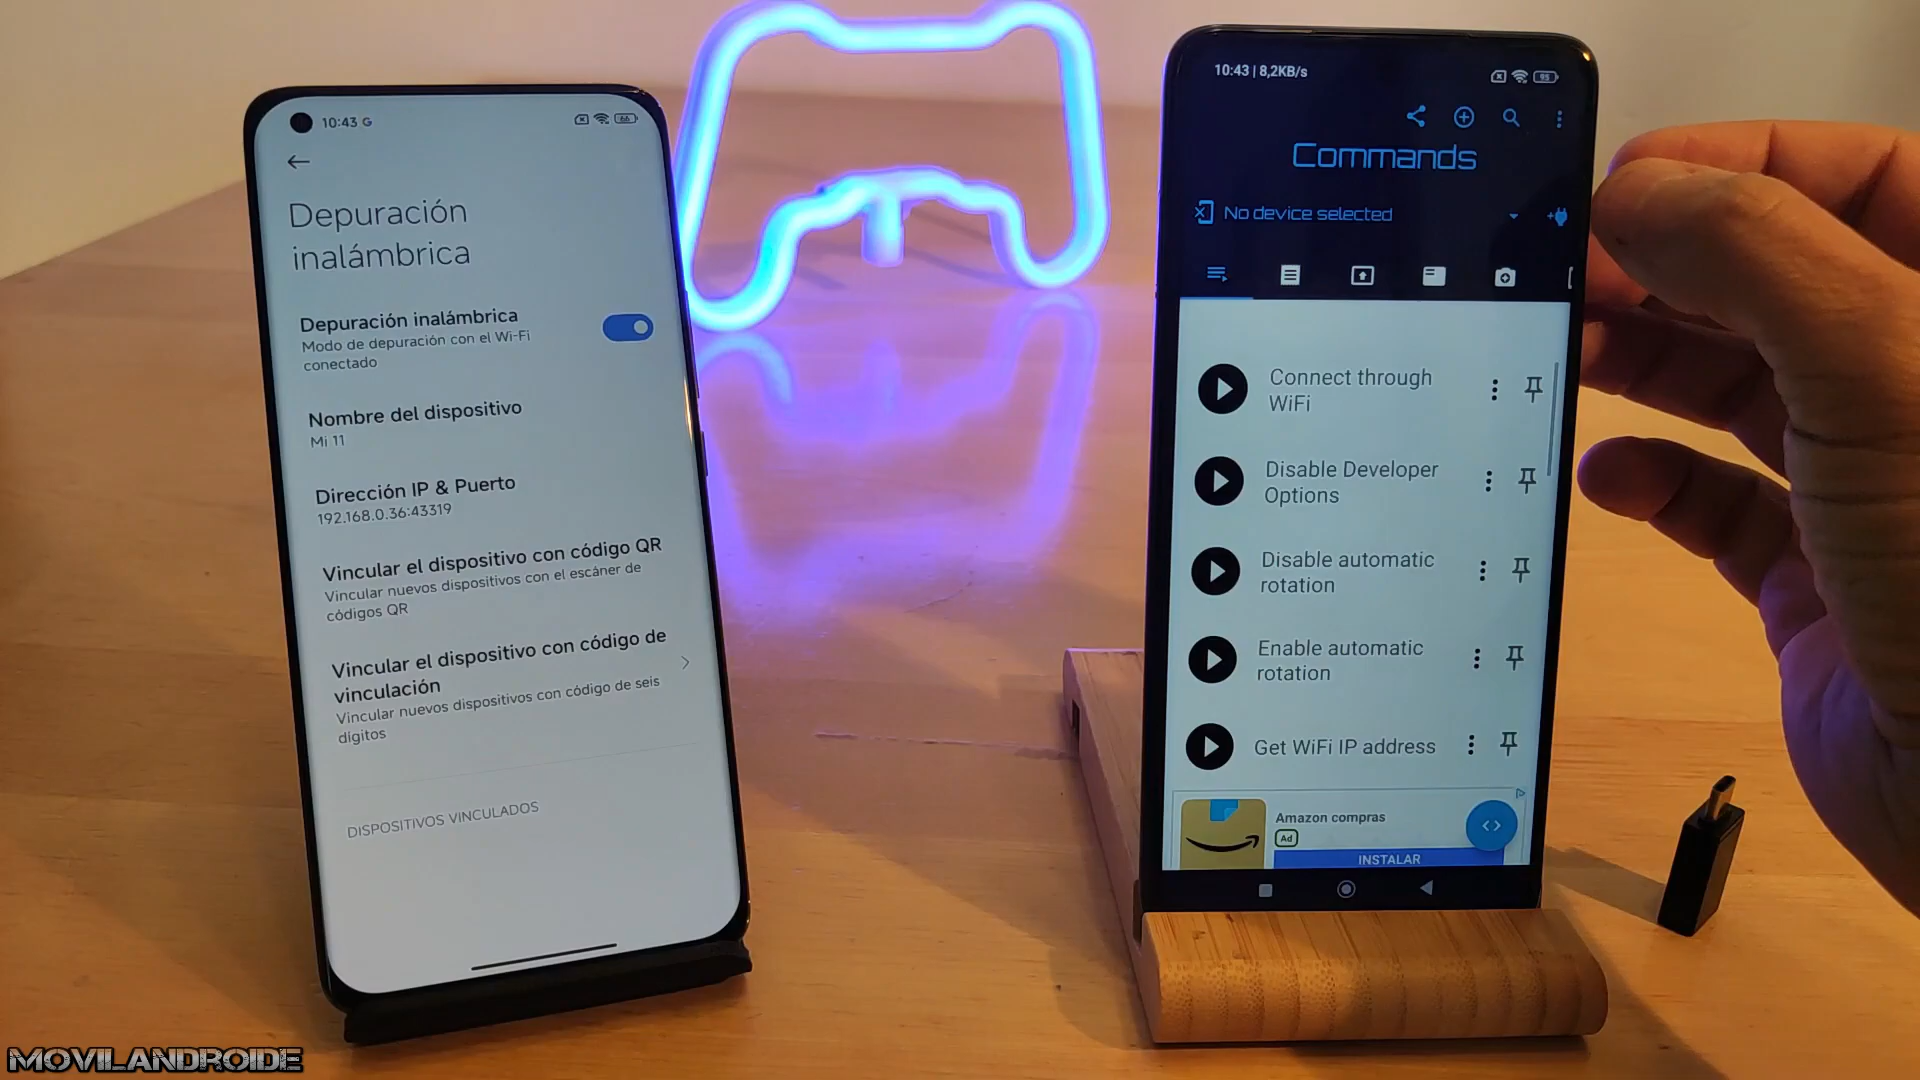 10:43 G
66
Depuración
inalámbrica
Depuración inalámbrica
Modo de depuración con el Wi-Fi
conectado
Nombre del dispositivo
Mi 11
Dirección IP & Puerto
192.168.0.36:43319
Vincular el dispositivo con código QR
Vincular nuevos dispositivos con el escáner de
códigos QR
Vincular el dispositivo con código de
vinculación
Vincular nuevos dispositivos con código de seis
dígitos
DISPOSITIVOS VINCULADOS
10:43 | 8,2KB/s
95
Commands
No device selected
Connect through
WiFi
Disable Developer
Options
Disable automatic
rotation
Enable automatic
rotation
Get WiFi IP address
Amazon compras
Ad
INSTALAR
MOVILANDROIDE